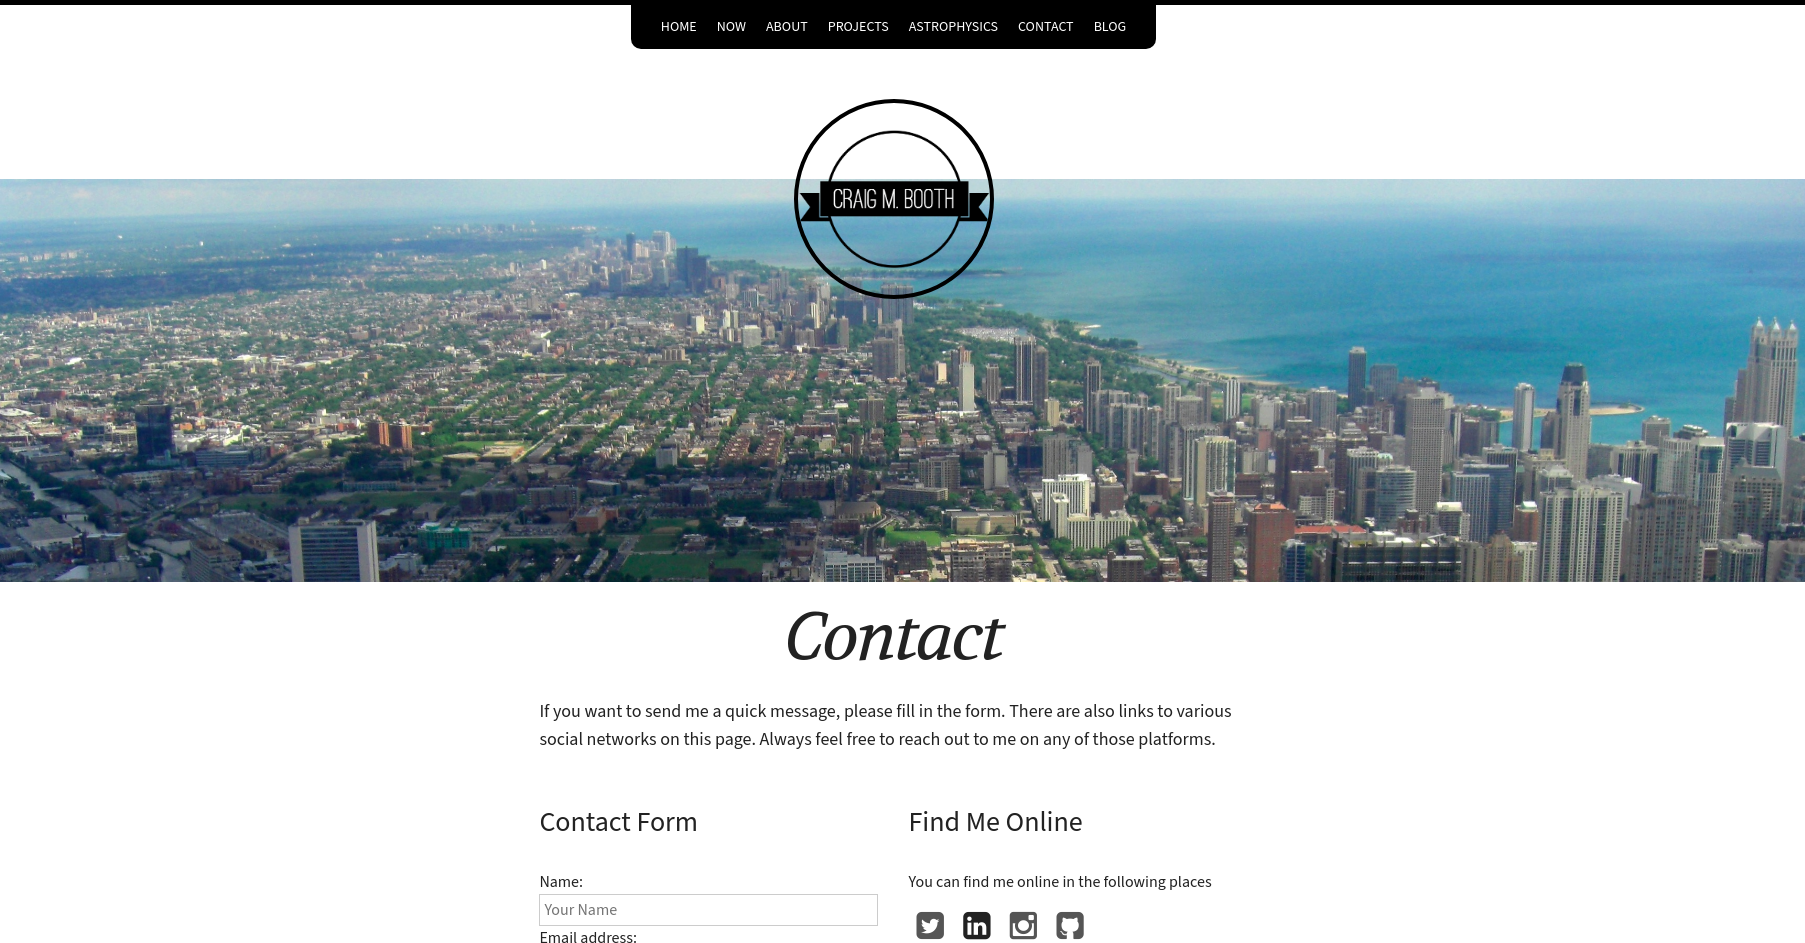 HOME NOW ABOUT PROJECTS ASTROPHYSICS CONTACT BLOG
CRAIG M. BOOTH
Contact
If you want to send me a quick message, please fill in the form. There are also links to various
social networks on this page. Always feel free to reach out to me on any of those platforms.
Contact Form
Name:
Your Name
Email address:
Find Me Online
You can find me online in the following places
in